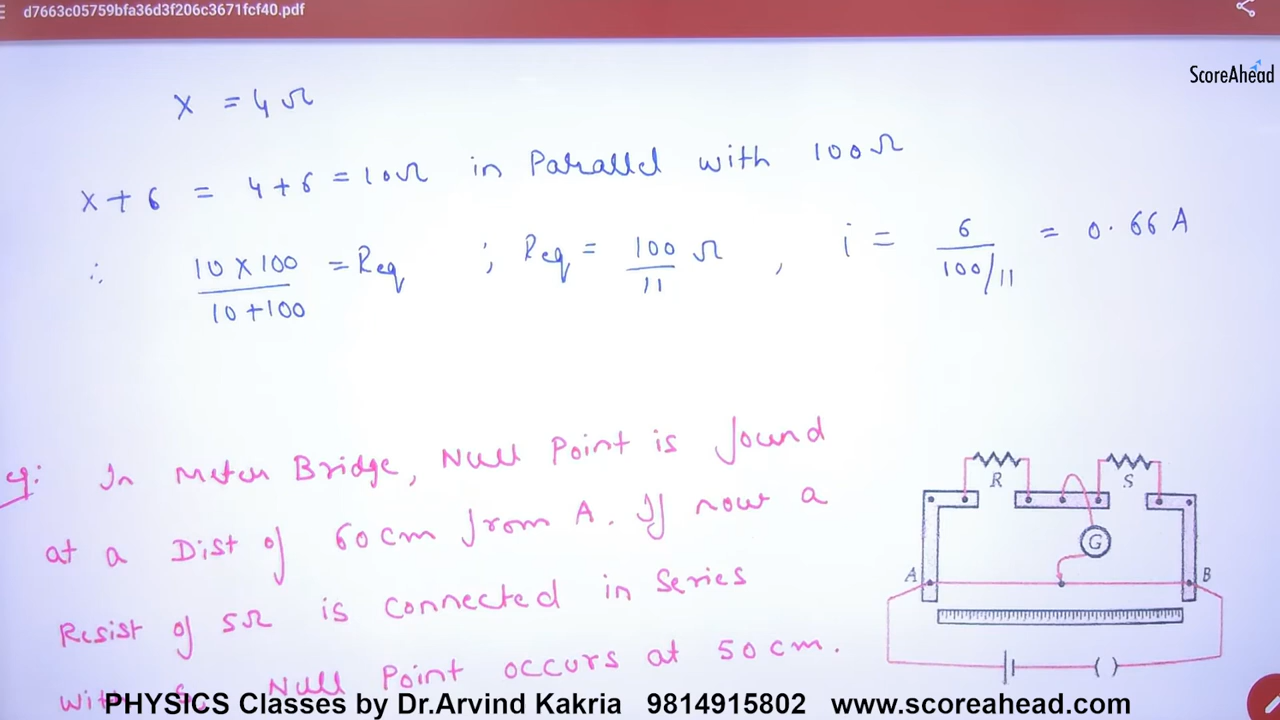 d7663c05759bfa36d3f206c3671fcf40.pdf
ScoreAhead
x = 4 Ω
x + 6 = 4 + 6 = 10 Ω in Parallel with 100 Ω
∴ 10 x 100 / 10 + 100 = Req ; Req = 100 / 11 Ω , i = 6 / 100/11 = 0.66 A
eg: In Meter Bridge, Null Point is found
at a Dist of 60 cm from A. If now a
Resist of 5Ω is connected in Series
with Null Point occurs at 50 cm.
R S
G
A B
PHYSICS Classes by Dr.Arvind Kakria 9814915802 www.scoreahead.com